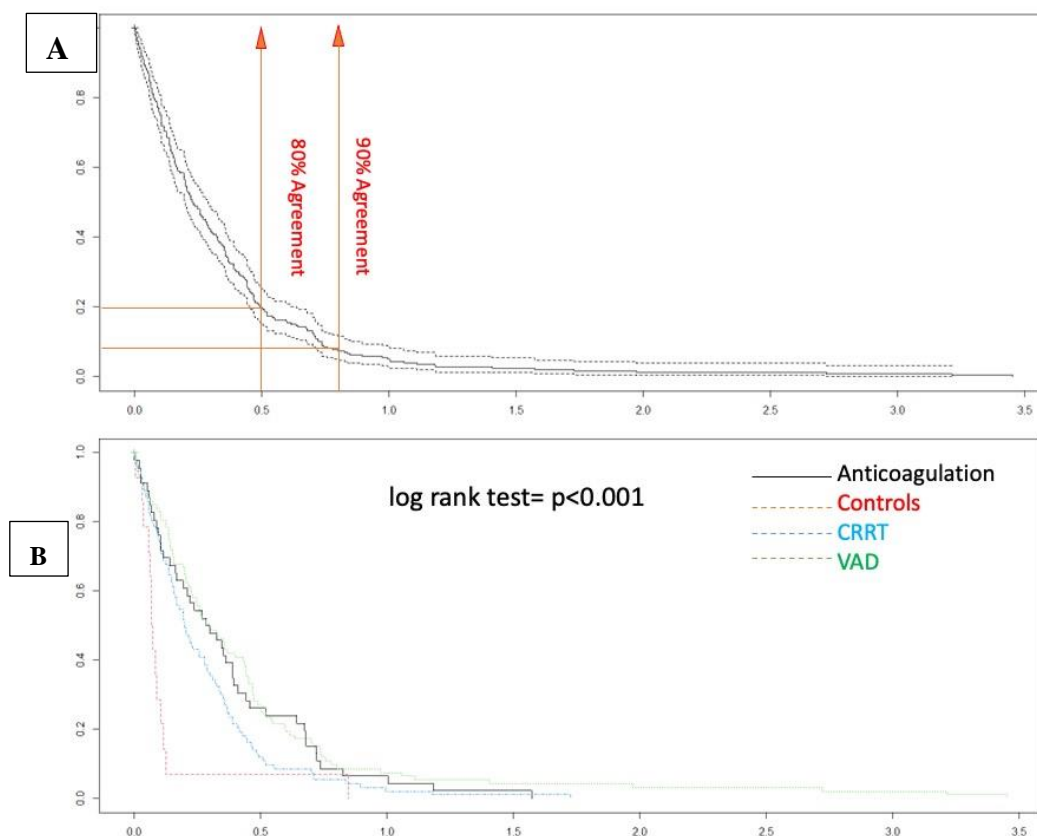 A
0.8
0.6
0.4
0.2
0.0
80% Agreement
90% Agreement
0.0 0.5 1.0 1.5 2.0 2.5 3.0 3.5
B
1.0
0.8
0.6
0.4
0.2
0.0
log rank test= p<0.001
Anticoagulation
Controls
CRRT
VAD
0.0 0.5 1.0 1.5 2.0 2.5 3.0 3.5